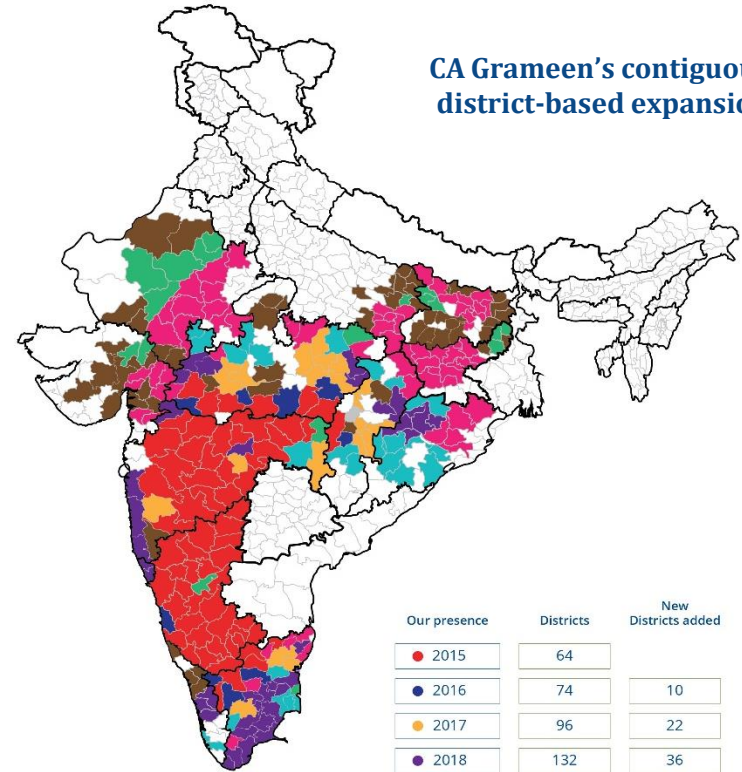 CA Grameen's contiguou
district-based expansio
Our presence Districts New Districts added
2015 64
2016 74 10
2017 96 22
2018 132 36